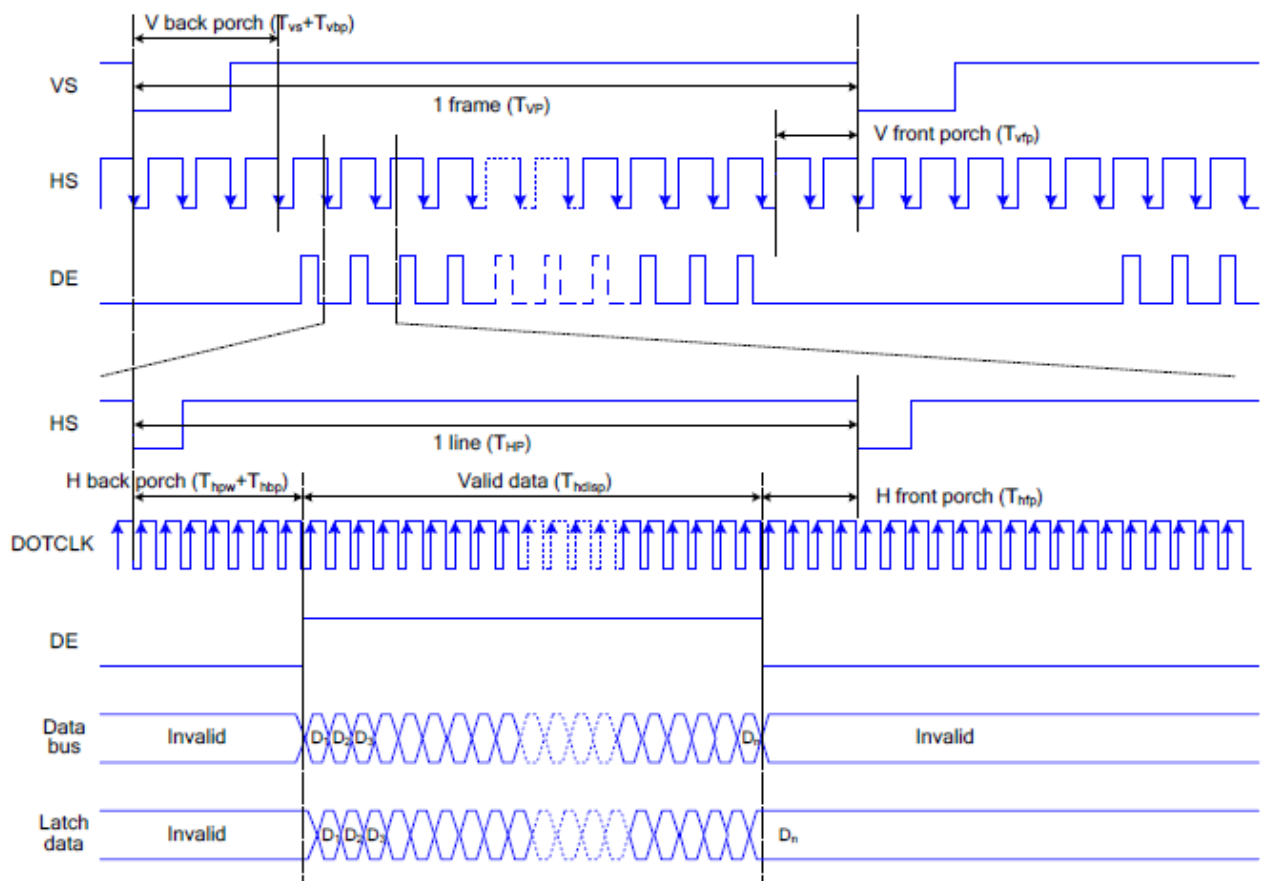 V back porch (Tvs+Tvbp)
VS
1 frame (TVP)
V front porch (Tvfp)
HS
DE
HS
1 line (THP)
H back porch (Thpw+Thbp)
Valid data (Thdisp)
H front porch (Thfp)
DOTCLK
DE
Data
bus
Invalid
D1 D2 D3
Dn
Invalid
Latch
data
Invalid
D1 D2 D3
Dn